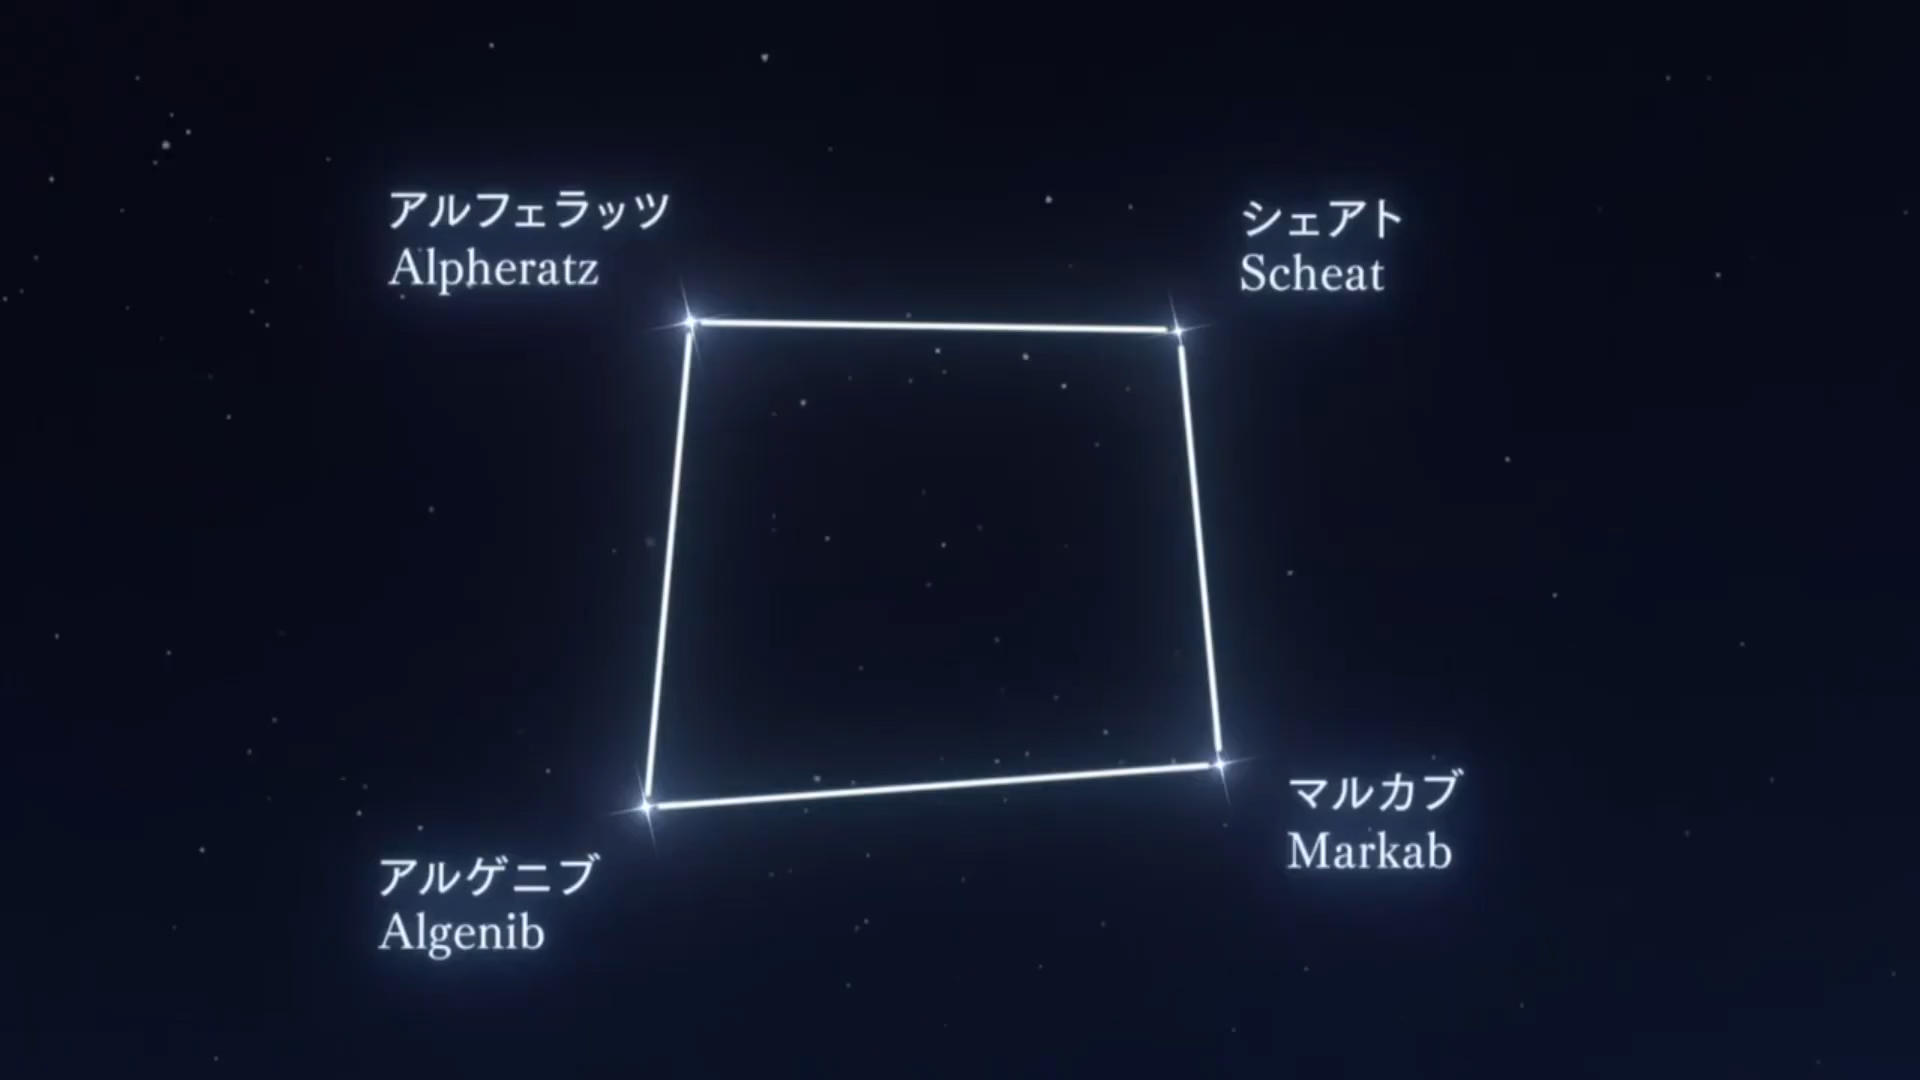 アルフェラッツ
Alpheratz
シェアト
Scheat
アルゲニブ
Algenib
マルカブ
Markab